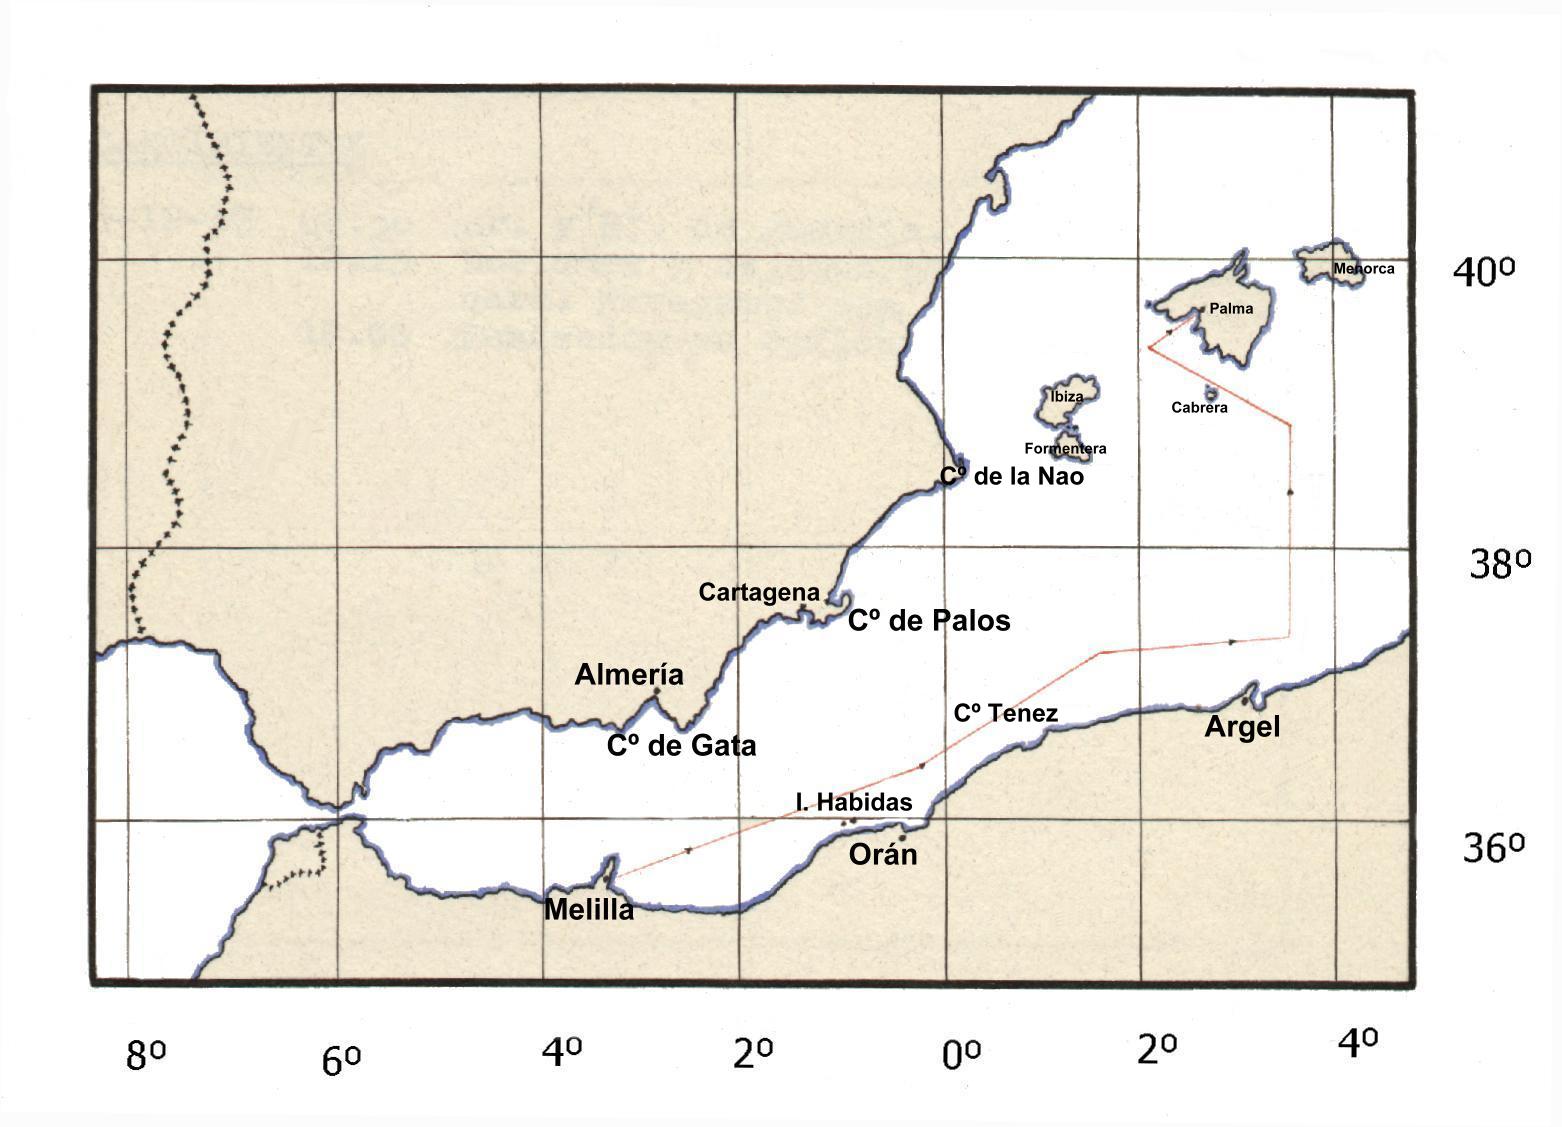 Menorca
40º
Palma
Ibiza
Cabrera
Formentera
Cº de la Nao
38º
Cartagena
Cº de Palos
Almería
Cº Tenez
Argel
Cº de Gata
I. Habidas
36º
Orán
Melilla
8º 6º 4º 2º 0º 2º 4º